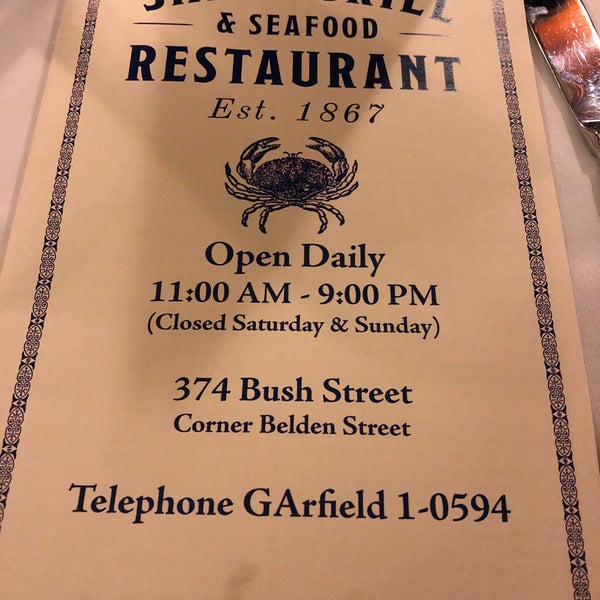 & SEAFOOD
RESTAURANT
Est. 1867
Open Daily
11:00 AM - 9:00 PM
(Closed Saturday & Sunday)
374 Bush Street
Corner Belden Street
Telephone GArfield 1-0594